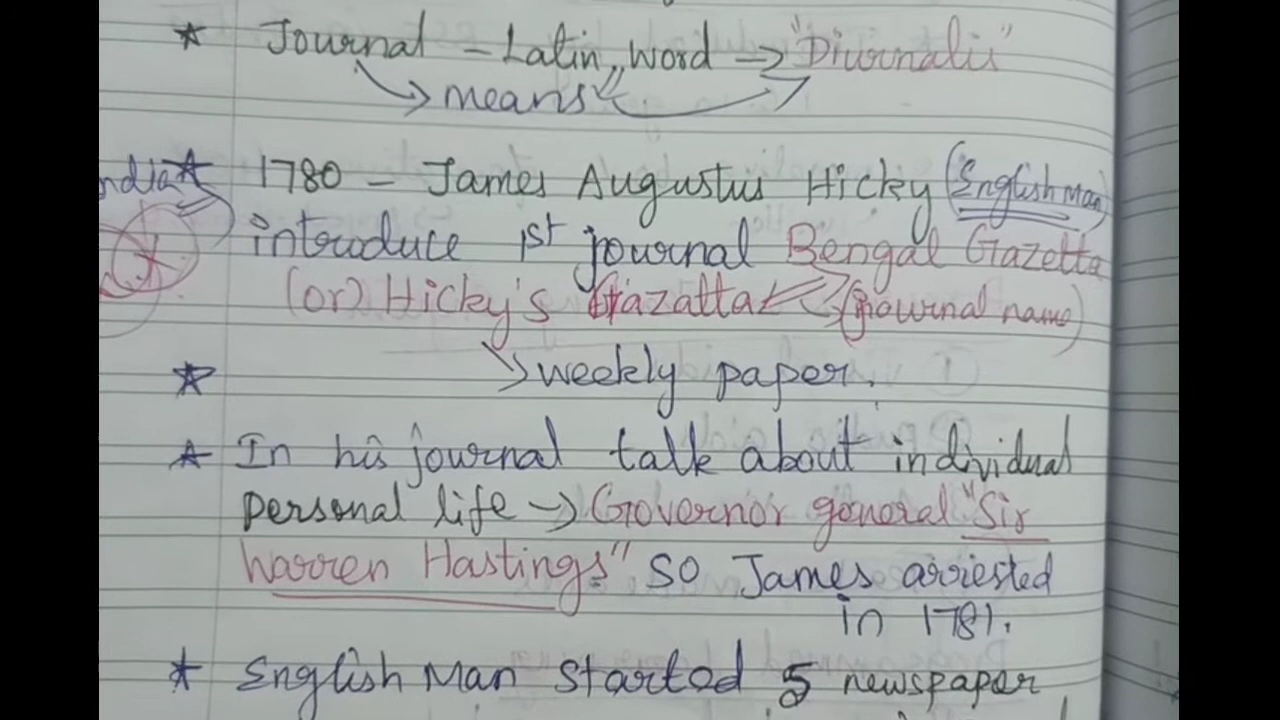 ★ Journal – Latin word → "Diurnalis"
means
★ 1780 – James Augustus Hicky (English Man)
introduce 1st journal Bengal Gazetta
(or) Hicky's Gazatta (journal name)
weekly paper.
★ In his journal talk about individual
personal life → Governor general "Sir
Warren Hastings" so James arriested
in 1781.
★ English Man started 5 newspaper